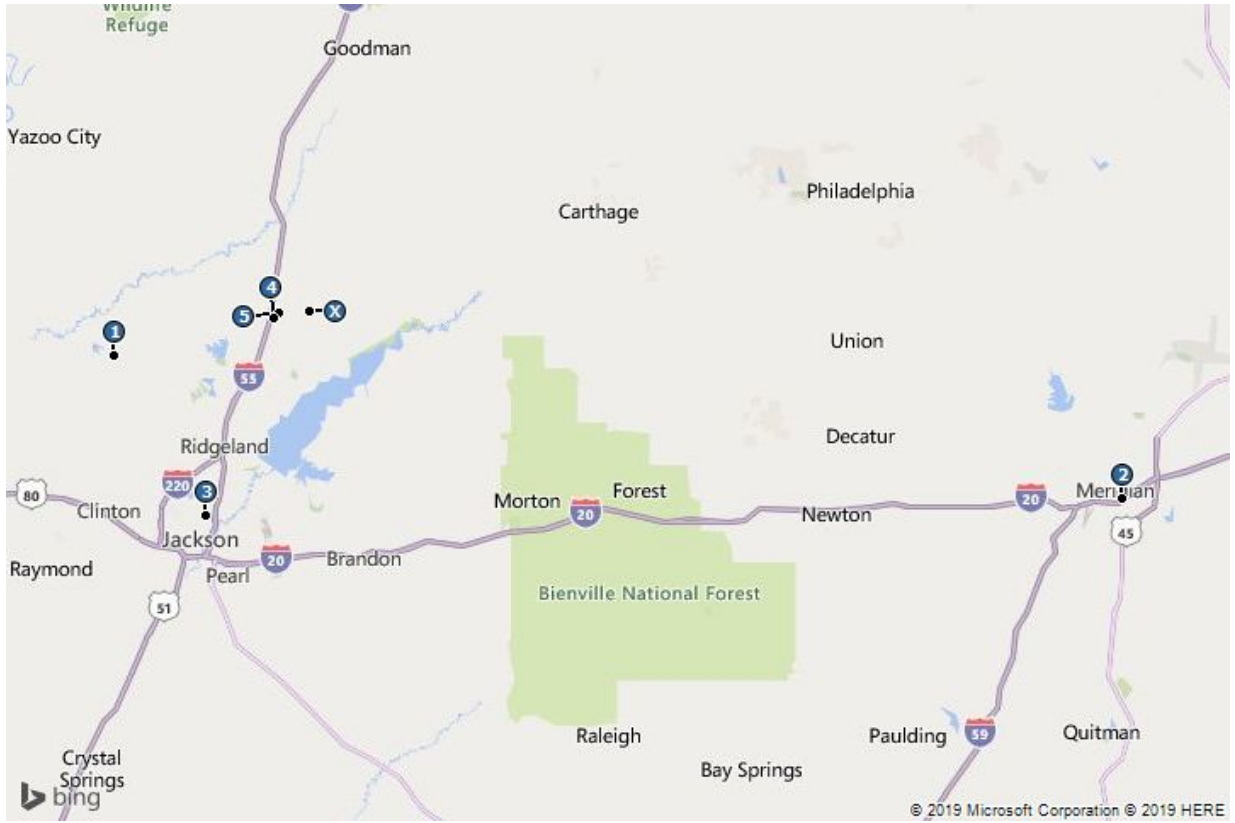 Wildlife
Refuge
Goodman
Yazoo City
Philadelphia
Carthage
4
5
X
1
Union
55
Ridgeland
Decatur
220
2
80
3
Morton
Forest
20
20
Meridian
Clinton
Newton
Jackson
45
20
Brandon
Raymond
Pearl
Bienville National Forest
51
Raleigh
Paulding
59
Quitman
Crystal
Springs
Bay Springs
bing
© 2019 Microsoft Corporation © 2019 HERE